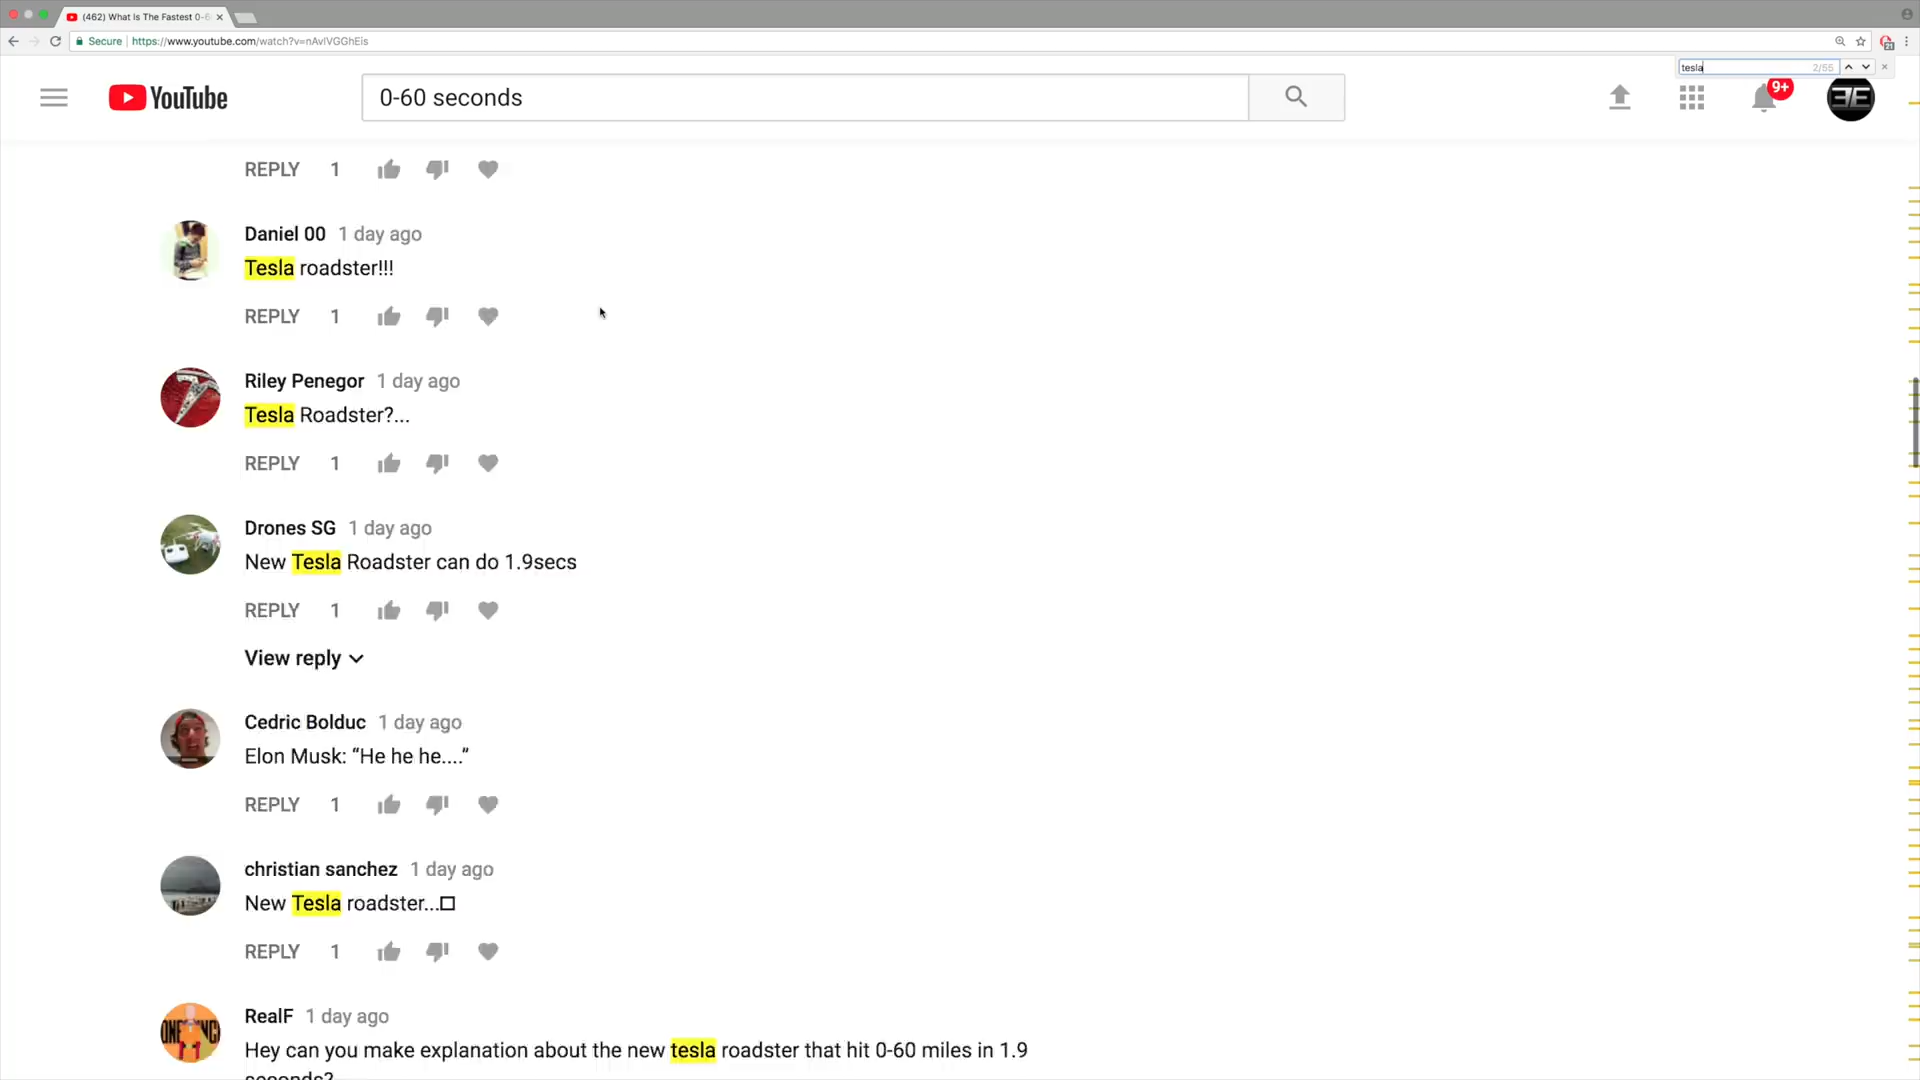 (462) What Is The Fastest 0-6
Secure https://www.youtube.com/watch?v=nAvIVGGhEis
tesla 2/55
YouTube
0-60 seconds
9+
REPLY 1
Daniel 00 1 day ago
Tesla roadster!!!
REPLY 1
Riley Penegor 1 day ago
Tesla Roadster?...
REPLY 1
Drones SG 1 day ago
New Tesla Roadster can do 1.9secs
REPLY 1
View reply
Cedric Bolduc 1 day ago
Elon Musk: “He he he....”
REPLY 1
christian sanchez 1 day ago
New Tesla roadster...□
REPLY 1
RealF 1 day ago
Hey can you make explanation about the new tesla roadster that hit 0-60 miles in 1.9
seconds?